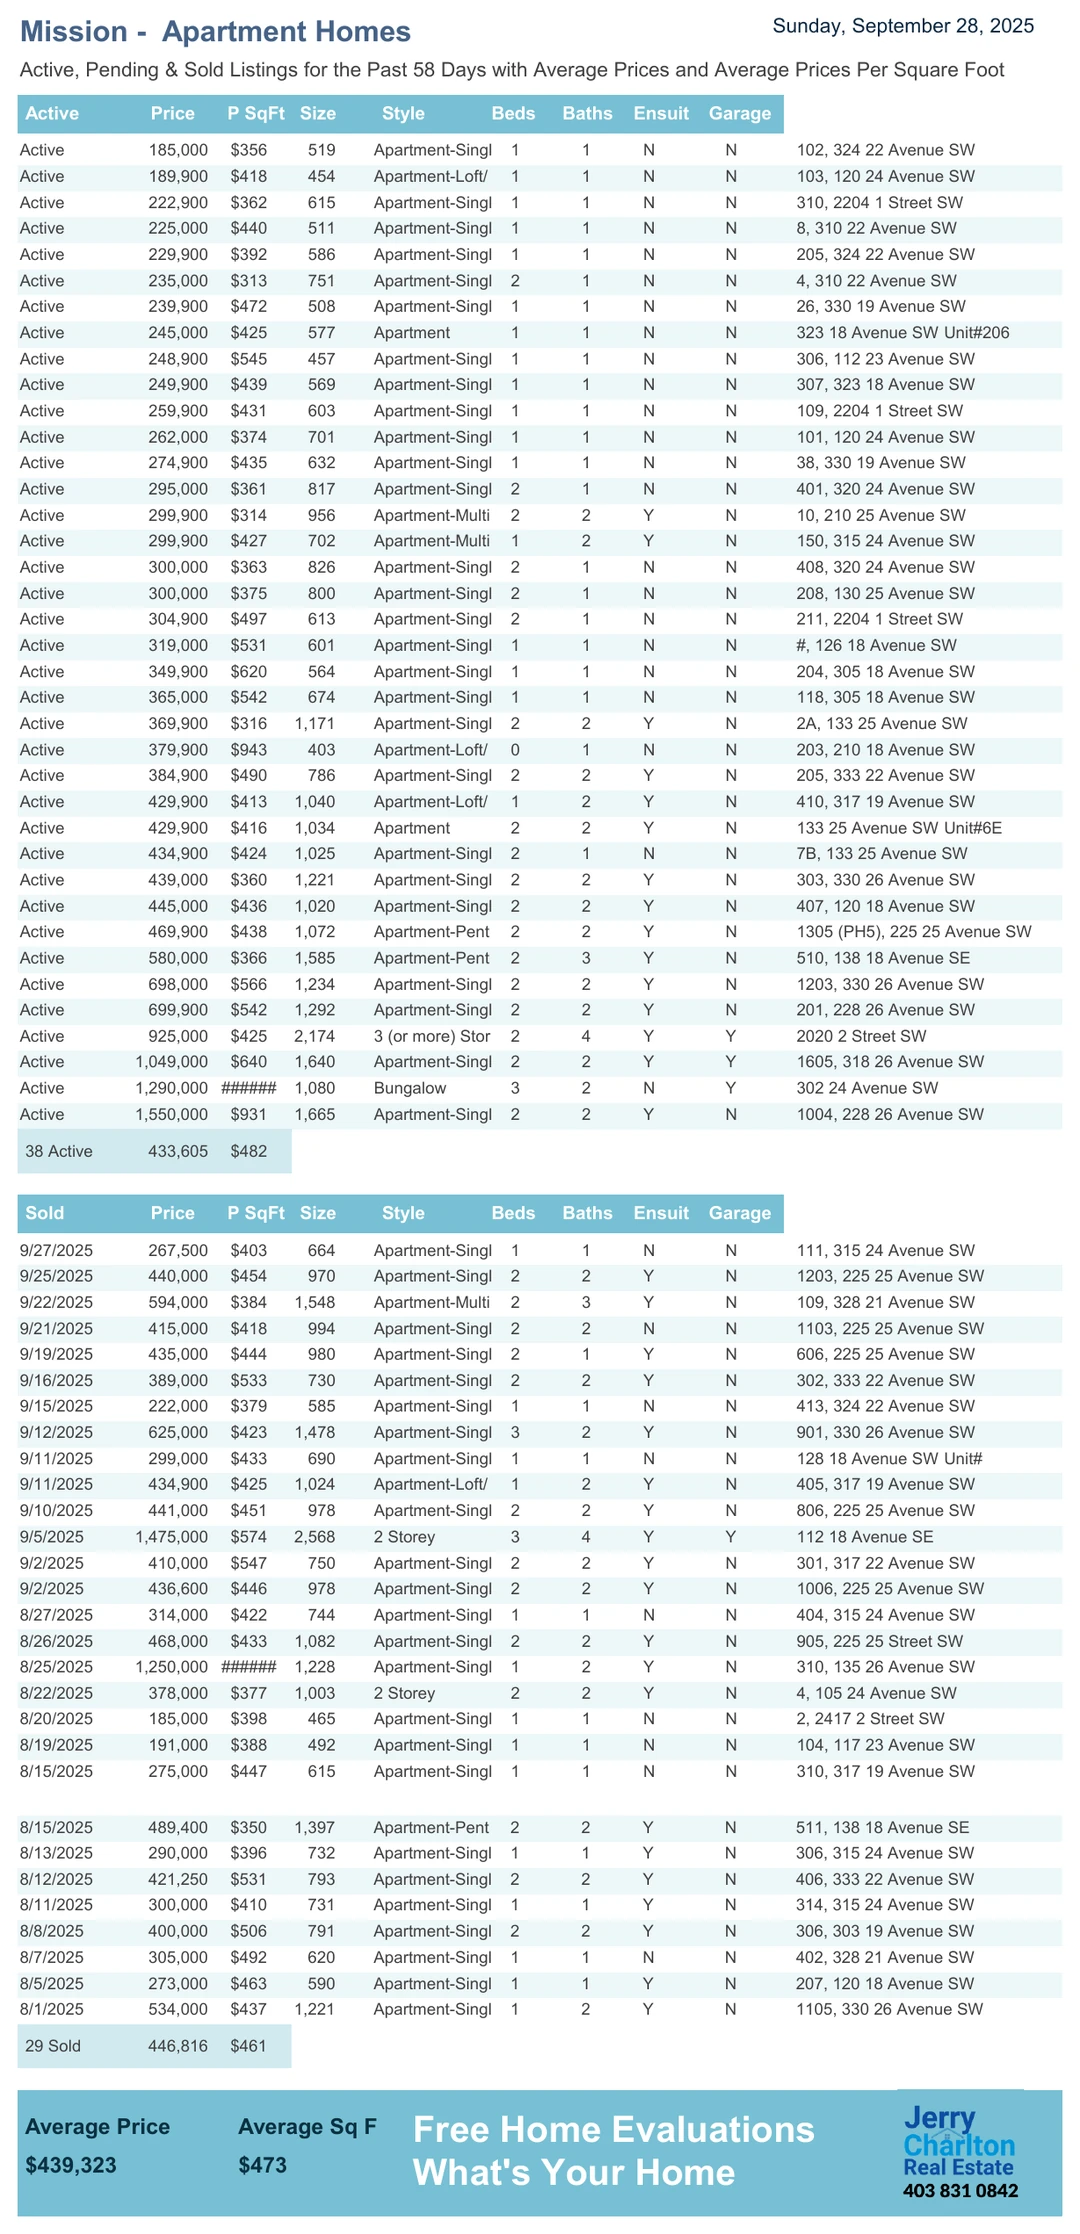 Mission -  Apartment Homes
Sunday, September 28, 2025
Active, Pending & Sold Listings for the Past 58 Days with Average Prices and Average Prices Per Square Foot
Active Price P SqFt Size Style Beds Baths Ensuit Garage
Active 185,000 $356 519 Apartment-Singl 1 1 N N 102, 324 22 Avenue SW
Active 189,900 $418 454 Apartment-Loft/ 1 1 N N 103, 120 24 Avenue SW
Active 222,900 $362 615 Apartment-Singl 1 1 N N 310, 2204 1 Street SW
Active 225,000 $440 511 Apartment-Singl 1 1 N N 8, 310 22 Avenue SW
Active 229,900 $392 586 Apartment-Singl 1 1 N N 205, 324 22 Avenue SW
Active 235,000 $313 751 Apartment-Singl 2 1 N N 4, 310 22 Avenue SW
Active 239,900 $472 508 Apartment-Singl 1 1 N N 26, 330 19 Avenue SW
Active 245,000 $425 577 Apartment 1 1 N N 323 18 Avenue SW Unit#206
Active 248,900 $545 457 Apartment-Singl 1 1 N N 306, 112 23 Avenue SW
Active 249,900 $439 569 Apartment-Singl 1 1 N N 307, 323 18 Avenue SW
Active 259,900 $431 603 Apartment-Singl 1 1 N N 109, 2204 1 Street SW
Active 262,000 $374 701 Apartment-Singl 1 1 N N 101, 120 24 Avenue SW
Active 274,900 $435 632 Apartment-Singl 1 1 N N 38, 330 19 Avenue SW
Active 295,000 $361 817 Apartment-Singl 2 1 N N 401, 320 24 Avenue SW
Active 299,900 $314 956 Apartment-Multi 2 2 Y N 10, 210 25 Avenue SW
Active 299,900 $427 702 Apartment-Multi 1 2 Y N 150, 315 24 Avenue SW
Active 300,000 $363 826 Apartment-Singl 2 1 N N 408, 320 24 Avenue SW
Active 300,000 $375 800 Apartment-Singl 2 1 N N 208, 130 25 Avenue SW
Active 304,900 $497 613 Apartment-Singl 2 1 N N 211, 2204 1 Street SW
Active 319,000 $531 601 Apartment-Singl 1 1 N N #, 126 18 Avenue SW
Active 349,900 $620 564 Apartment-Singl 1 1 N N 204, 305 18 Avenue SW
Active 365,000 $542 674 Apartment-Singl 1 1 N N 118, 305 18 Avenue SW
Active 369,900 $316 1,171 Apartment-Singl 2 2 Y N 2A, 133 25 Avenue SW
Active 379,900 $943 403 Apartment-Loft/ 0 1 N N 203, 210 18 Avenue SW
Active 384,900 $490 786 Apartment-Singl 2 2 Y N 205, 333 22 Avenue SW
Active 429,900 $413 1,040 Apartment-Loft/ 1 2 Y N 410, 317 19 Avenue SW
Active 429,900 $416 1,034 Apartment 2 2 Y N 133 25 Avenue SW Unit#6E
Active 434,900 $424 1,025 Apartment-Singl 2 1 N N 7B, 133 25 Avenue SW
Active 439,000 $360 1,221 Apartment-Singl 2 2 Y N 303, 330 26 Avenue SW
Active 445,000 $436 1,020 Apartment-Singl 2 2 Y N 407, 120 18 Avenue SW
Active 469,900 $438 1,072 Apartment-Pent 2 2 Y N 1305 (PH5), 225 25 Avenue SW
Active 580,000 $366 1,585 Apartment-Pent 2 3 Y N 510, 138 18 Avenue SE
Active 698,000 $566 1,234 Apartment-Singl 2 2 Y N 1203, 330 26 Avenue SW
Active 699,900 $542 1,292 Apartment-Singl 2 2 Y N 201, 228 26 Avenue SW
Active 925,000 $425 2,174 3 (or more) Stor 2 4 Y Y 2020 2 Street SW
Active 1,049,000 $640 1,640 Apartment-Singl 2 2 Y Y 1605, 318 26 Avenue SW
Active 1,290,000 ###### 1,080 Bungalow 3 2 N Y 302 24 Avenue SW
Active 1,550,000 $931 1,665 Apartment-Singl 2 2 Y N 1004, 228 26 Avenue SW
38 Active 433,605 $482
Sold Price P SqFt Size Style Beds Baths Ensuit Garage
9/27/2025 267,500 $403 664 Apartment-Singl 1 1 N N 111, 315 24 Avenue SW
9/25/2025 440,000 $454 970 Apartment-Singl 2 2 Y N 1203, 225 25 Avenue SW
9/22/2025 594,000 $384 1,548 Apartment-Multi 2 3 Y N 109, 328 21 Avenue SW
9/21/2025 415,000 $418 994 Apartment-Singl 2 2 N N 1103, 225 25 Avenue SW
9/19/2025 435,000 $444 980 Apartment-Singl 2 1 Y N 606, 225 25 Avenue SW
9/16/2025 389,000 $533 730 Apartment-Singl 2 2 Y N 302, 333 22 Avenue SW
9/15/2025 222,000 $379 585 Apartment-Singl 1 1 N N 413, 324 22 Avenue SW
9/12/2025 625,000 $423 1,478 Apartment-Singl 3 2 Y N 901, 330 26 Avenue SW
9/11/2025 299,000 $433 690 Apartment-Singl 1 1 N N 128 18 Avenue SW Unit#
9/11/2025 434,900 $425 1,024 Apartment-Loft/ 1 2 Y N 405, 317 19 Avenue SW
9/10/2025 441,000 $451 978 Apartment-Singl 2 2 Y N 806, 225 25 Avenue SW
9/5/2025 1,475,000 $574 2,568 2 Storey 3 4 Y Y 112 18 Avenue SE
9/2/2025 410,000 $547 750 Apartment-Singl 2 2 Y N 301, 317 22 Avenue SW
9/2/2025 436,600 $446 978 Apartment-Singl 2 2 Y N 1006, 225 25 Avenue SW
8/27/2025 314,000 $422 744 Apartment-Singl 1 1 N N 404, 315 24 Avenue SW
8/26/2025 468,000 $433 1,082 Apartment-Singl 2 2 Y N 905, 225 25 Street SW
8/25/2025 1,250,000 ###### 1,228 Apartment-Singl 1 2 Y N 310, 135 26 Avenue SW
8/22/2025 378,000 $377 1,003 2 Storey 2 2 Y N 4, 105 24 Avenue SW
8/20/2025 185,000 $398 465 Apartment-Singl 1 1 N N 2, 2417 2 Street SW
8/19/2025 191,000 $388 492 Apartment-Singl 1 1 N N 104, 117 23 Avenue SW
8/15/2025 275,000 $447 615 Apartment-Singl 1 1 N N 310, 317 19 Avenue SW
8/15/2025 489,400 $350 1,397 Apartment-Pent 2 2 Y N 511, 138 18 Avenue SE
8/13/2025 290,000 $396 732 Apartment-Singl 1 1 Y N 306, 315 24 Avenue SW
8/12/2025 421,250 $531 793 Apartment-Singl 2 2 Y N 406, 333 22 Avenue SW
8/11/2025 300,000 $410 731 Apartment-Singl 1 1 Y N 314, 315 24 Avenue SW
8/8/2025 400,000 $506 791 Apartment-Singl 2 2 Y N 306, 303 19 Avenue SW
8/7/2025 305,000 $492 620 Apartment-Singl 1 1 N N 402, 328 21 Avenue SW
8/5/2025 273,000 $463 590 Apartment-Singl 1 1 Y N 207, 120 18 Avenue SW
8/1/2025 534,000 $437 1,221 Apartment-Singl 1 2 Y N 1105, 330 26 Avenue SW
29 Sold 446,816 $461
Average Price Average Sq F
$439,323 $473
Free Home Evaluations
What's Your Home
Jerry
Charlton
Real Estate
403 831 0842